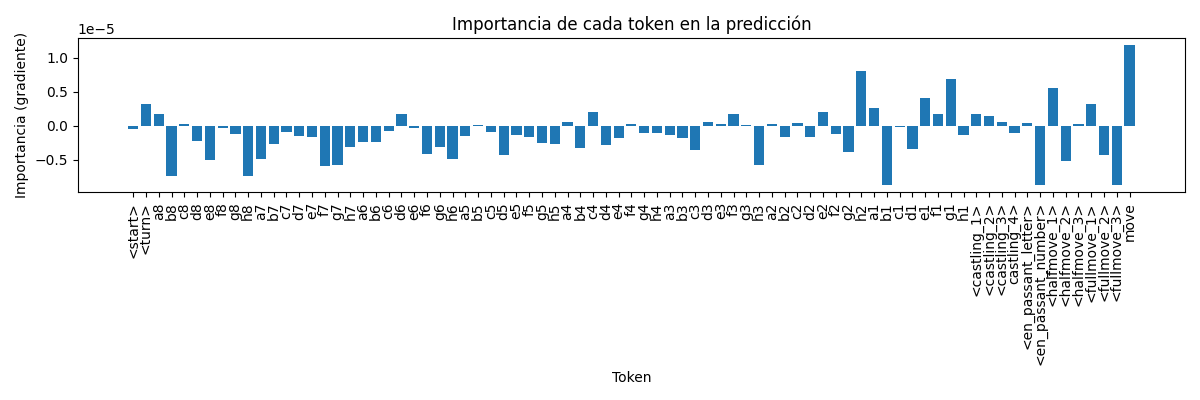 Importancia de cada token en la predicción
1e−5
Importancia (gradiente)
1.0
0.5
0.0
−0.5
<start>
<turn>
a8
b8
c8
d8
e8
f8
g8
h8
a7
b7
c7
d7
e7
f7
g7
h7
a6
b6
c6
d6
e6
f6
g6
h6
a5
b5
c5
d5
e5
f5
g5
h5
a4
b4
c4
d4
e4
f4
g4
h4
a3
b3
c3
d3
e3
f3
g3
h3
a2
b2
c2
d2
e2
f2
g2
h2
a1
b1
c1
d1
e1
f1
g1
h1
<castling_1>
<castling_2>
<castling_3>
castling_4>
<en_passant_letter>
<en_passant_number>
<halfmove_1>
<halfmove_2>
<halfmove_3>
<fullmove_1>
<fullmove_2>
<fullmove_3>
move
Token